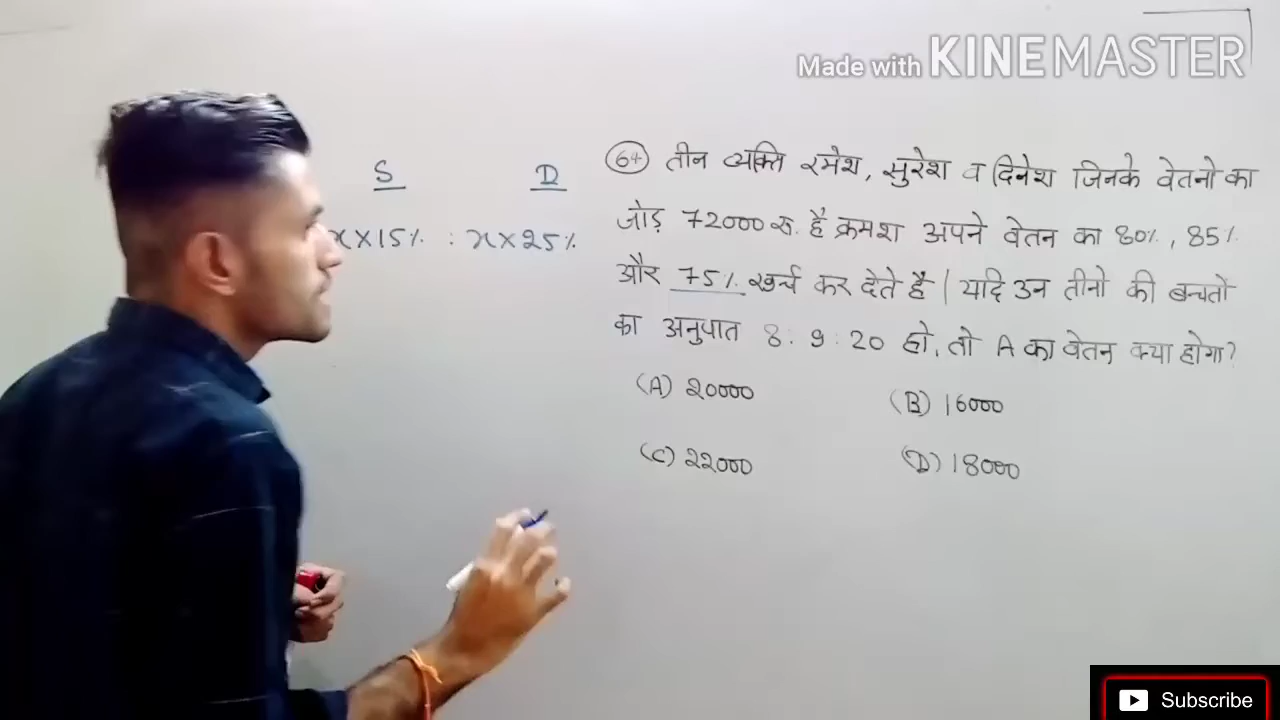 Made with KINEMASTER
S D
x×15% : x×25%
(64) तीन व्यक्ति रमेश, सुरेश व दिनेश जिनके वेतनो का
जोड़ 72000 रु. है क्रमश अपने वेतन का 80%, 85%
और 75% खर्च कर देते है | यदि उन तीनो की बचतों
का अनुपात 8 : 9 : 20 हो, तो A का वेतन क्या होगा?
(A) 20000 (B) 16000
(C) 22000 (D) 18000
Subscribe